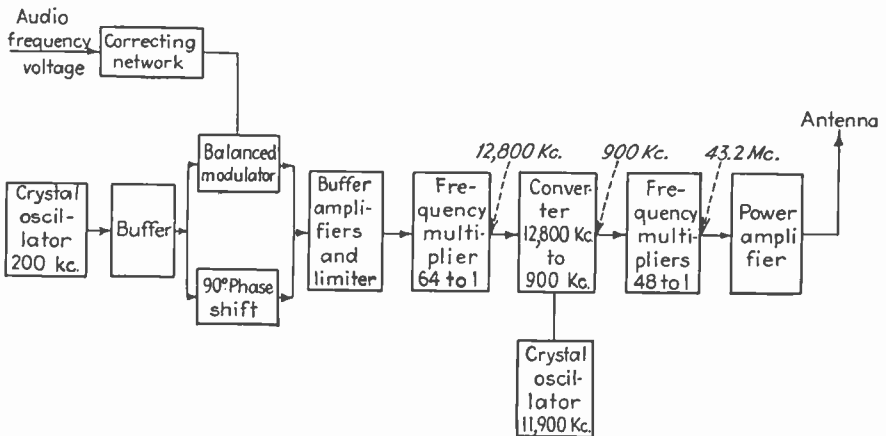 Audio
frequency
voltage
Correcting
network
Antenna
Balanced
modulator
12,800 Kc.
900 Kc.
43.2 Mc.
Crystal
oscil-
lator
200 kc.
Buffer
90° Phase
shift
Buffer
ampli-
fiers
and
limiter
Fre-
quency
multi-
plier
64 to 1
Conver-
ter
12,800 Kc.
to
900 Kc.
Fre-
quency
multi-
pliers
48 to 1
Power
ampli-
fier
Crystal
oscil-
lator
11,900 Kc.